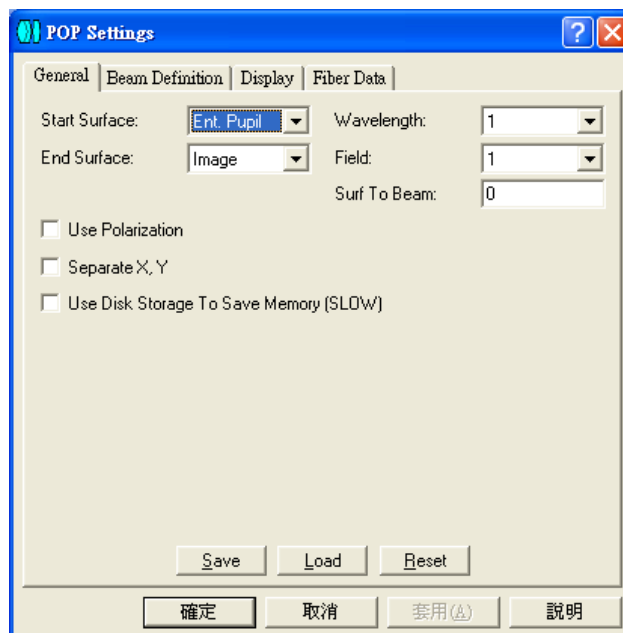 POP Settings
General Beam Definition Display Fiber Data
Start Surface: Ent. Pupil Wavelength: 1
End Surface: Image Field: 1
Surf To Beam: 0
Use Polarization
Separate X, Y
Use Disk Storage To Save Memory (SLOW)
Save Load Reset
確定 取消 套用(A) 說明